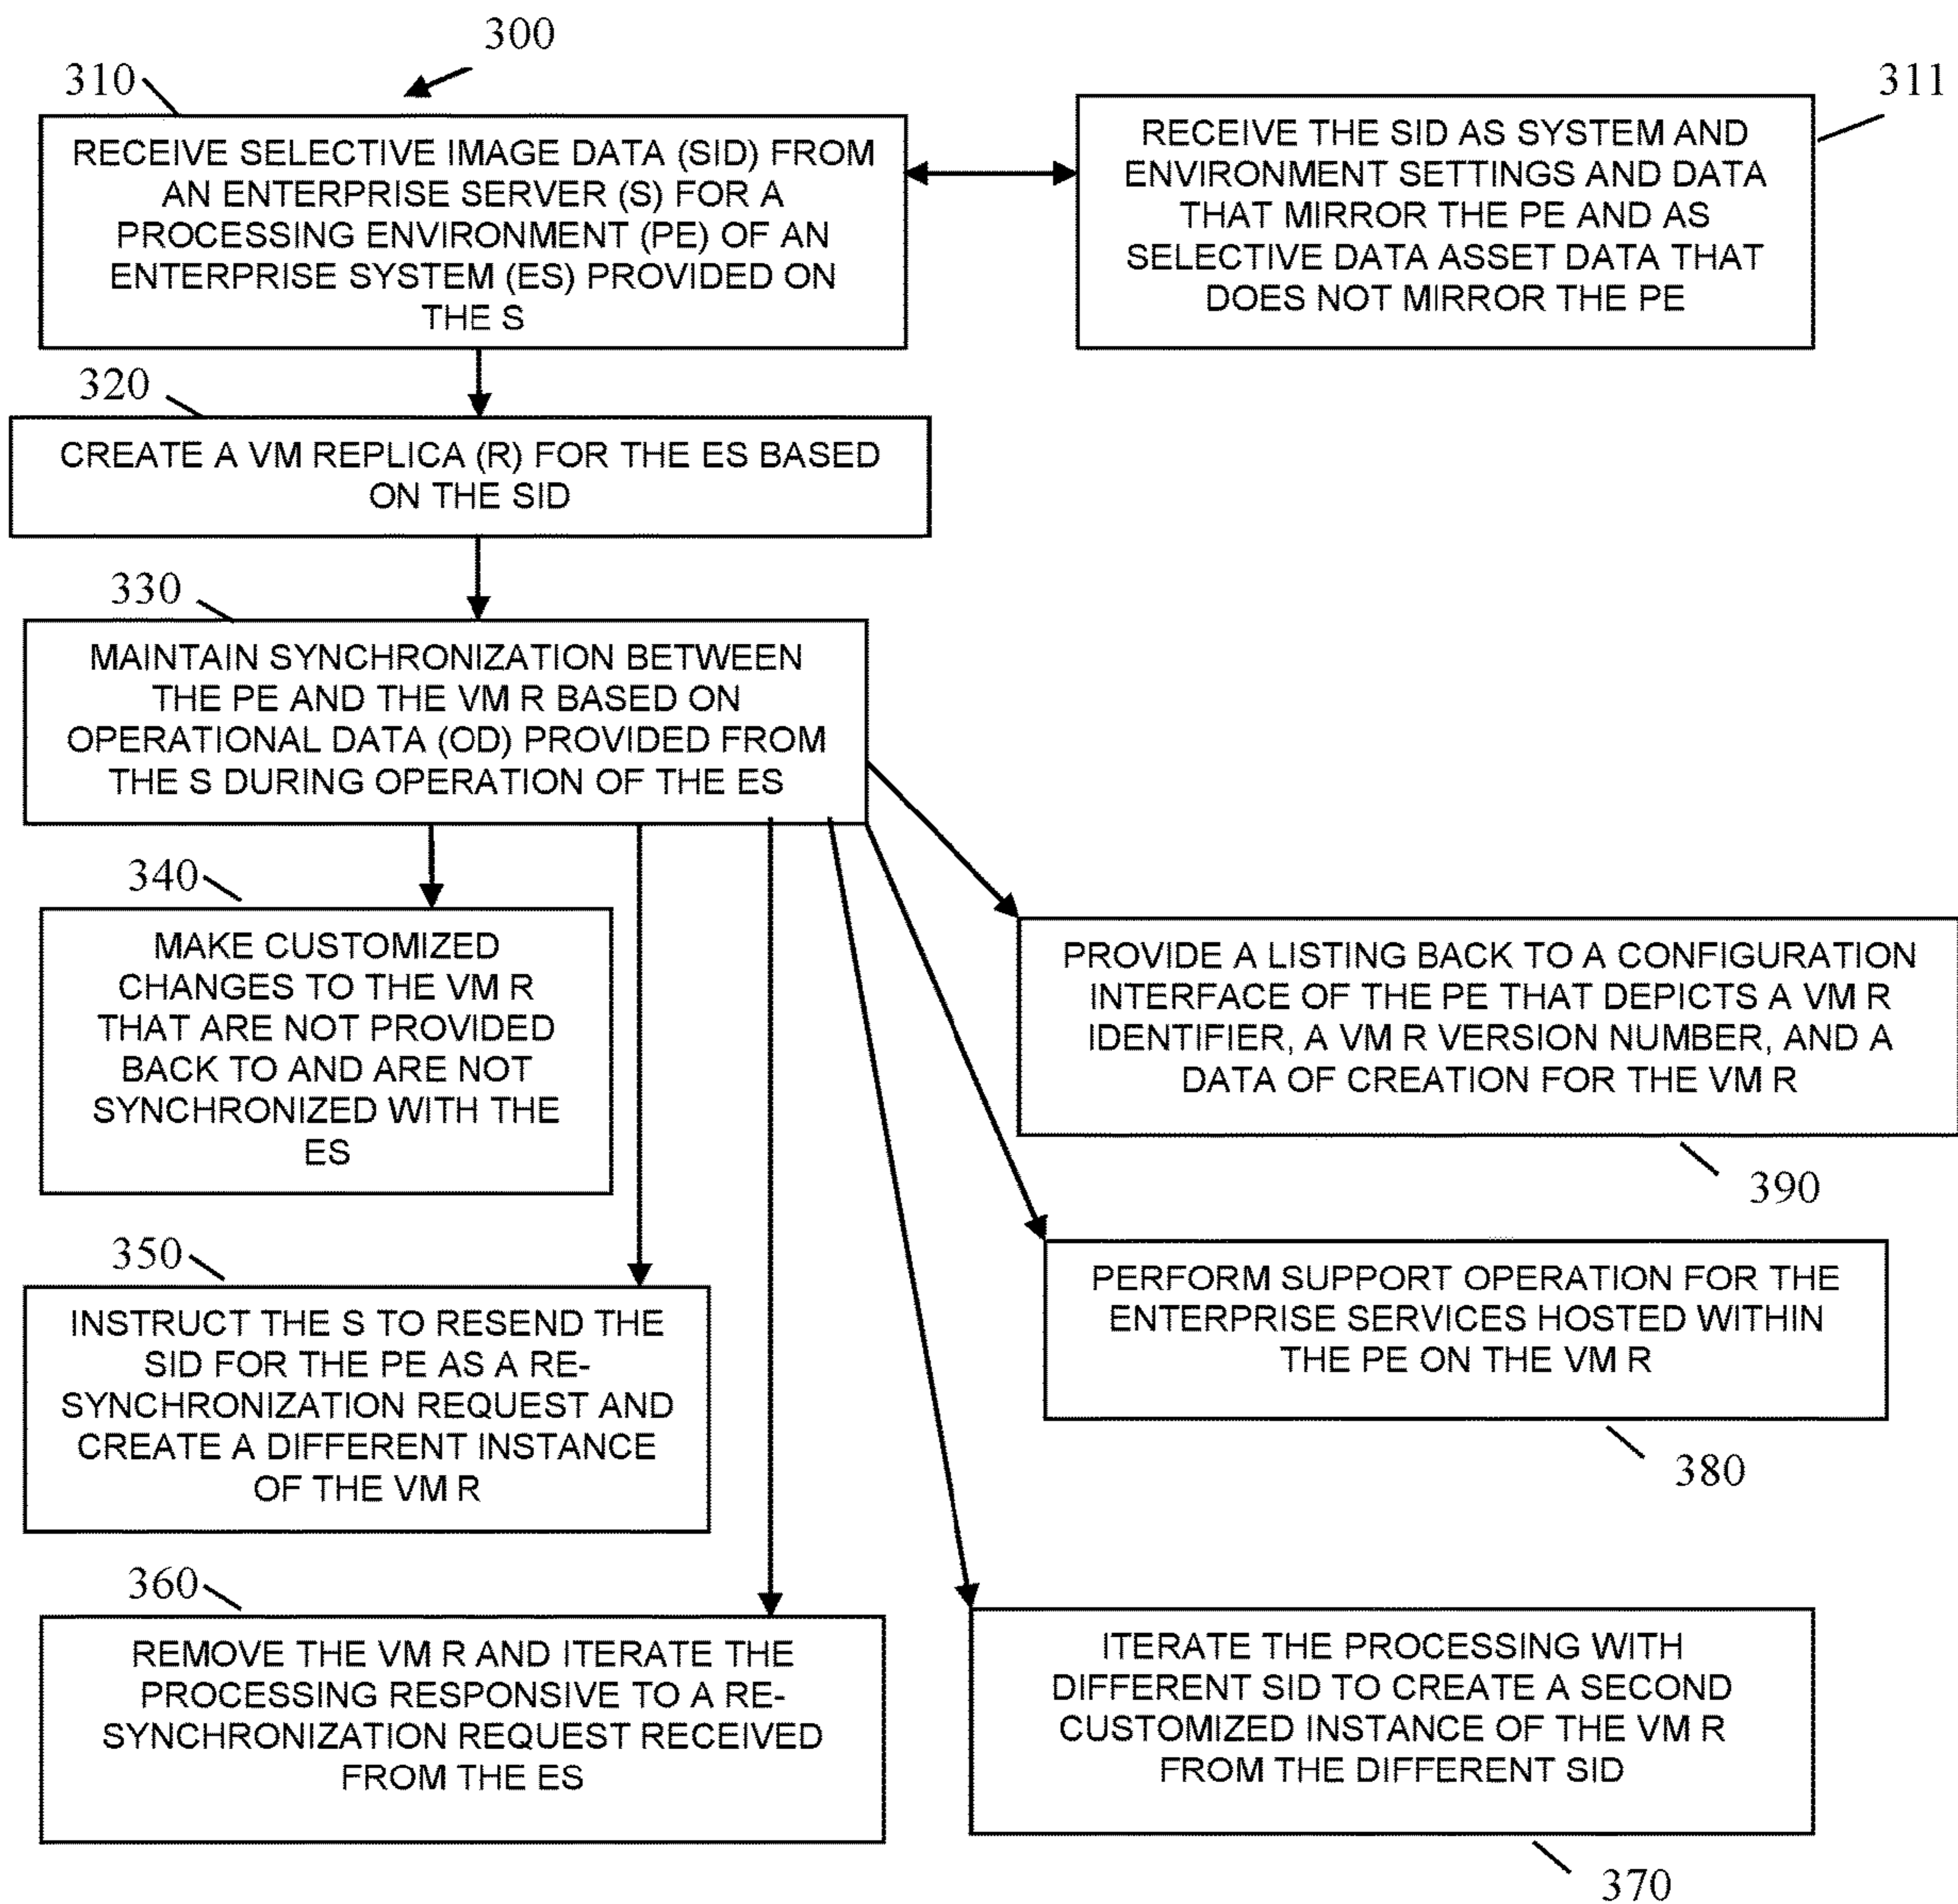 300
310
RECEIVE SELECTIVE IMAGE DATA (SID) FROM
AN ENTERPRISE SERVER (S) FOR A
PROCESSING ENVIRONMENT (PE) OF AN
ENTERPRISE SYSTEM (ES) PROVIDED ON
THE S
311
RECEIVE THE SID AS SYSTEM AND
ENVIRONMENT SETTINGS AND DATA
THAT MIRROR THE PE AND AS
SELECTIVE DATA ASSET DATA THAT
DOES NOT MIRROR THE PE
320
CREATE A VM REPLICA (R) FOR THE ES BASED
ON THE SID
330
MAINTAIN SYNCHRONIZATION BETWEEN
THE PE AND THE VM R BASED ON
OPERATIONAL DATA (OD) PROVIDED FROM
THE S DURING OPERATION OF THE ES
340
MAKE CUSTOMIZED
CHANGES TO THE VM R
THAT ARE NOT PROVIDED
BACK TO AND ARE NOT
SYNCHRONIZED WITH THE
ES
PROVIDE A LISTING BACK TO A CONFIGURATION
INTERFACE OF THE PE THAT DEPICTS A VM R
IDENTIFIER, A VM R VERSION NUMBER, AND A
DATA OF CREATION FOR THE VM R
390
350
INSTRUCT THE S TO RESEND THE
SID FOR THE PE AS A RE-
SYNCHRONIZATION REQUEST AND
CREATE A DIFFERENT INSTANCE
OF THE VM R
PERFORM SUPPORT OPERATION FOR THE
ENTERPRISE SERVICES HOSTED WITHIN
THE PE ON THE VM R
380
360
REMOVE THE VM R AND ITERATE THE
PROCESSING RESPONSIVE TO A RE-
SYNCHRONIZATION REQUEST RECEIVED
FROM THE ES
ITERATE THE PROCESSING WITH
DIFFERENT SID TO CREATE A SECOND
CUSTOMIZED INSTANCE OF THE VM R
FROM THE DIFFERENT SID
370